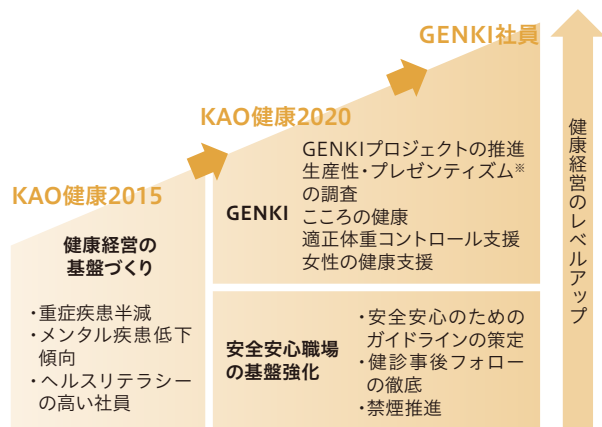 GENKI社員
KAO健康2020
KAO健康2015
健康経営の
基盤づくり
・重症疾患半減
・メンタル疾患低下
傾向
・ヘルスリテラシー
の高い社員
GENKI
GENKIプロジェクトの推進
生産性・プレゼンティズム※
の調査
こころの健康
適正体重コントロール支援
女性の健康支援
安全安心職場
の基盤強化
・安全安心のための
ガイドラインの策定
・健診事後フォロー
の徹底
・禁煙推進
健康経営のレベルアップ